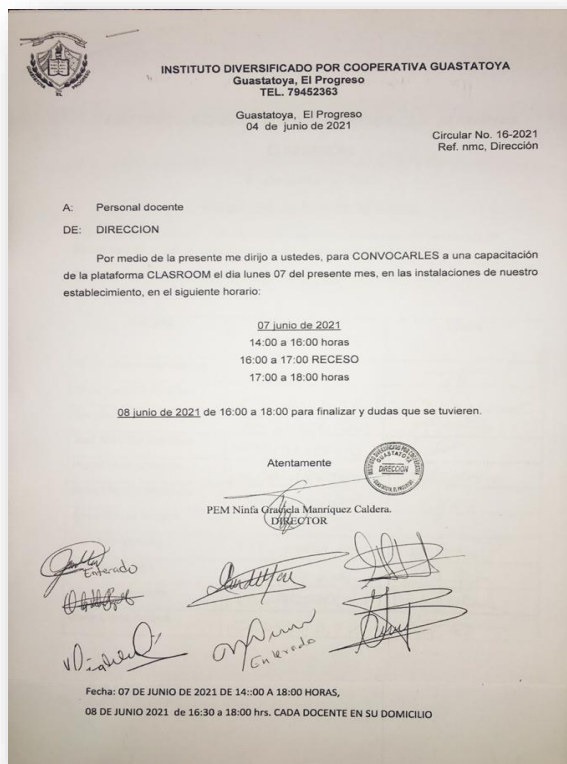 INSTITUTO DIVERSIFICADO POR COOPERATIVA GUASTATOYA
Guastatoya, El Progreso
TEL. 79452363
Guastatoya, El Progreso
04 de junio de 2021
Circular No. 16-2021
Ref. nmc, Dirección
A: Personal docente
DE: DIRECCION
Por medio de la presente me dirijo a ustedes, para CONVOCARLES a una capacitación
de la plataforma CLASROOM el dia lunes 07 del presente mes, en las instalaciones de nuestro
establecimiento, en el siguiente horario:
07 junio de 2021
14:00 a 16:00 horas
16:00 a 17:00 RECESO
17:00 a 18:00 horas
08 junio de 2021 de 16:00 a 18:00 para finalizar y dudas que se tuvieren.
Atentamente
GUASTATOYA
DIRECCION
PEM Ninfa Graciela Manríquez Caldera.
DIRECTOR
Enterado
Enterado
Fecha: 07 DE JUNIO DE 2021 DE 14::00 A 18:00 HORAS,
08 DE JUNIO 2021 de 16:30 a 18:00 hrs. CADA DOCENTE EN SU DOMICILIO